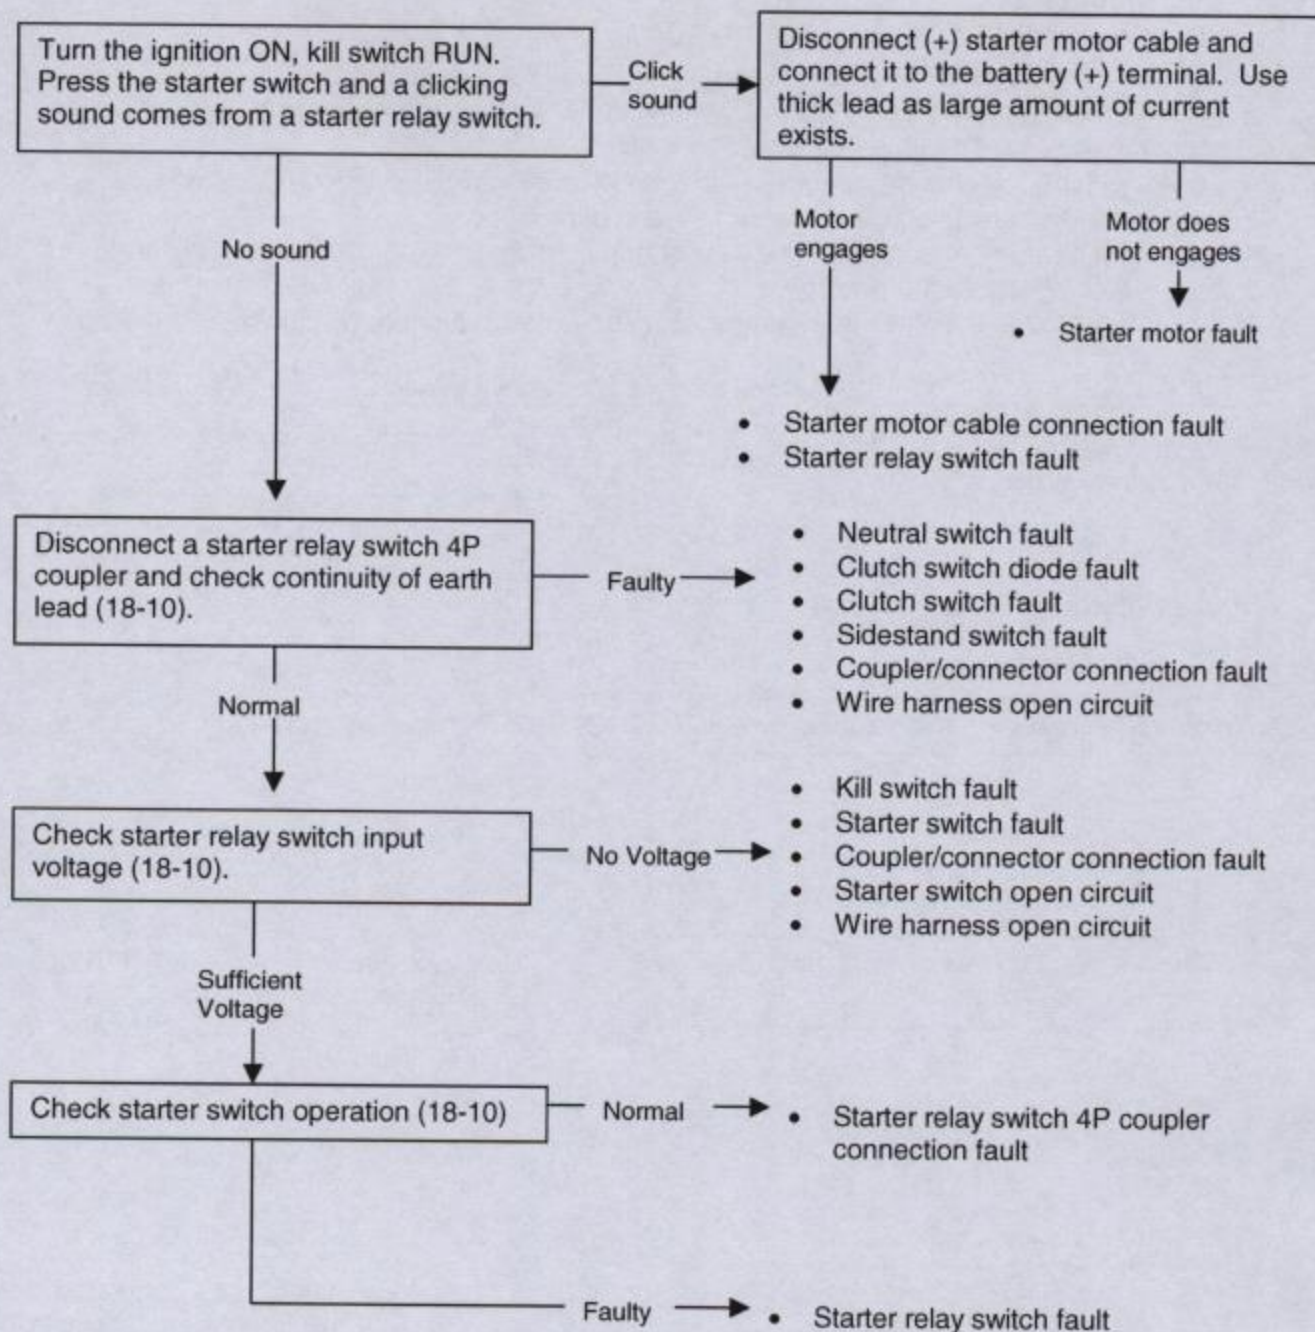 Turn the ignition ON, kill switch RUN.
Press the starter switch and a clicking
sound comes from a starter relay switch.
Click
sound
Disconnect (+) starter motor cable and
connect it to the battery (+) terminal. Use
thick lead as large amount of current
exists.
No sound
Motor
engages
Motor does
not engages
• Starter motor fault
• Starter motor cable connection fault
• Starter relay switch fault
Disconnect a starter relay switch 4P
coupler and check continuity of earth
lead (18-10).
Faulty
• Neutral switch fault
• Clutch switch diode fault
• Clutch switch fault
• Sidestand switch fault
• Coupler/connector connection fault
• Wire harness open circuit
Normal
Check starter relay switch input
voltage (18-10).
No Voltage
• Kill switch fault
• Starter switch fault
• Coupler/connector connection fault
• Starter switch open circuit
• Wire harness open circuit
Sufficient
Voltage
Check starter switch operation (18-10)
Normal
• Starter relay switch 4P coupler
connection fault
Faulty
• Starter relay switch fault